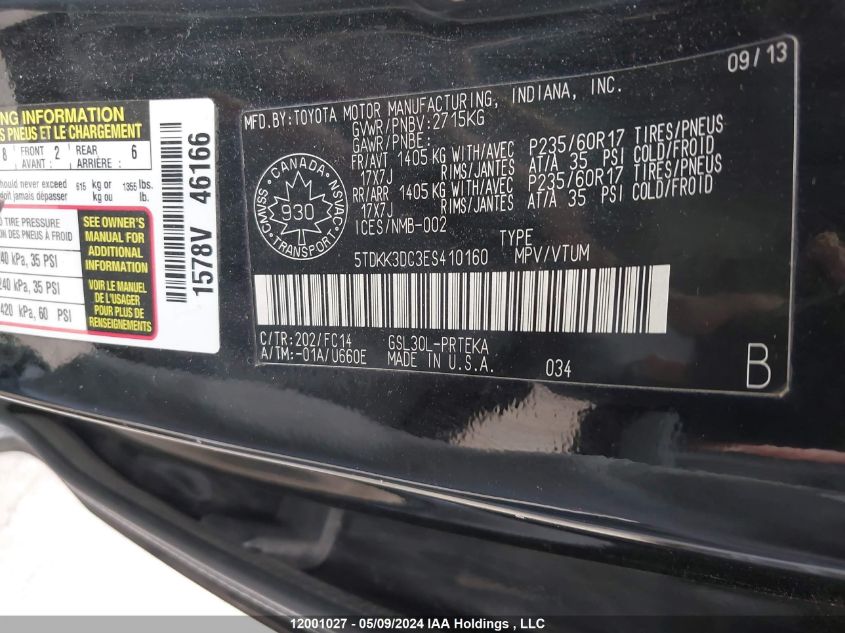 NG INFORMATION
S PNEUS ET LE CHARGEMENT
8 FRONT AVANT : 2 REAR ARRIÈRE : 6
hould never exceed 615 kg or 1355 lbs.
doit jamais dépasser kg ou lb.
D TIRE PRESSURE
ON DES PNEUS À FROID
40 kPa, 35 PSI
240 kPa, 35 PSI
420 kPa, 60 PSI
SEE OWNER'S
MANUAL FOR
ADDITIONAL
INFORMATION
VOIR LE MANUEL
DE L'USAGER
POUR PLUS DE
RENSEIGNEMENTS
1578V 46166
09/13
MFD.BY:TOYOTA MOTOR MANUFACTURING, INDIANA, INC.
GVWR/PNBV:2715KG
GAWR/PNBE:
FR/AVT 1405 KG WITH/AVEC P235/60R17 TIRES/PNEUS
17X7J RIMS/JANTES AT/A 35 PSI COLD/FROID
RR/ARR 1405 KG WITH/AVEC P235/60R17 TIRES/PNEUS
17X7J RIMS/JANTES AT/A 35 PSI COLD/FROID
ICES/NMB-002
CANADA
CMVSS NSVAC
930
TRANSPORT
TYPE
5TDKK3DG3ES410160 MPV/VTUM
C/TR:202/FC14 GSL30L-PRTEKA
A/TM:-01A/U660E MADE IN U.S.A.
034
B
12001027 - 05/09/2024 IAA Holdings , LLC